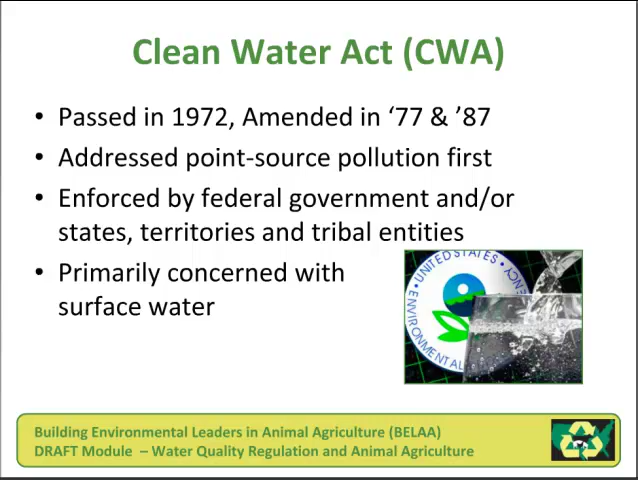 Clean Water Act (CWA)
• Passed in 1972, Amended in ‘77 & ’87
• Addressed point-source pollution first
• Enforced by federal government and/or
states, territories and tribal entities
• Primarily concerned with
surface water
UNITED STATES •
ENVIRONMENTAL
Building Environmental Leaders in Animal Agriculture (BELAA)
DRAFT Module – Water Quality Regulation and Animal Agriculture